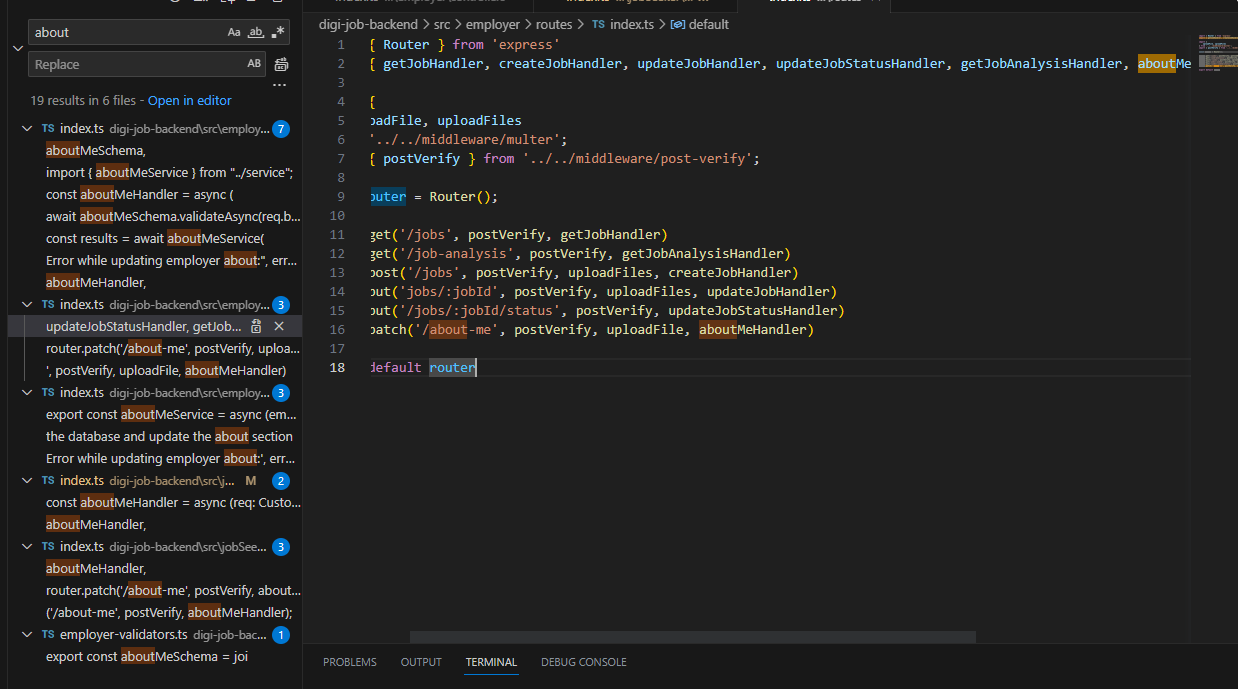 digi-job-backend > src > employer > routes > TS index.ts > default
about
Aa ab .*
Replace
AB
...
19 results in 6 files - Open in editor
TS index.ts digi-job-backend\src\employ... 7
aboutMeSchema,
import { aboutMeService } from "../service";
const aboutMeHandler = async (
await aboutMeSchema.validateAsync(req.b...
const results = await aboutMeService(
Error while updating employer about:", err...
aboutMeHandler,
TS index.ts digi-job-backend\src\employ... 3
updateJobStatusHandler, getJob...
router.patch('/about-me', postVerify, uploa...
', postVerify, uploadFile, aboutMeHandler)
TS index.ts digi-job-backend\src\employ... 3
export const aboutMeService = async (em...
the database and update the about section
Error while updating employer about:', err...
TS index.ts digi-job-backend\src\j... M 2
const aboutMeHandler = async (req: Custo...
aboutMeHandler,
TS index.ts digi-job-backend\src\jobSee... 3
aboutMeHandler,
router.patch('/about-me', postVerify, about...
('/about-me', postVerify, aboutMeHandler);
TS employer-validators.ts digi-job-bac... 1
export const aboutMeSchema = joi
1 { Router } from 'express'
2 { getJobHandler, createJobHandler, updateJobHandler, updateJobStatusHandler, getJobAnalysisHandler, aboutMe
3
4 {
5 oadFile, uploadFiles
6 '../../middleware/multer';
7 { postVerify } from '../../middleware/post-verify';
8
9 outer = Router();
10
11 get('/jobs', postVerify, getJobHandler)
12 get('/job-analysis', postVerify, getJobAnalysisHandler)
13 post('/jobs', postVerify, uploadFiles, createJobHandler)
14 out('jobs/:jobId', postVerify, uploadFiles, updateJobHandler)
15 out('/jobs/:jobId/status', postVerify, updateJobStatusHandler)
16 patch('/about-me', postVerify, uploadFile, aboutMeHandler)
17
18 default router
PROBLEMS OUTPUT TERMINAL DEBUG CONSOLE